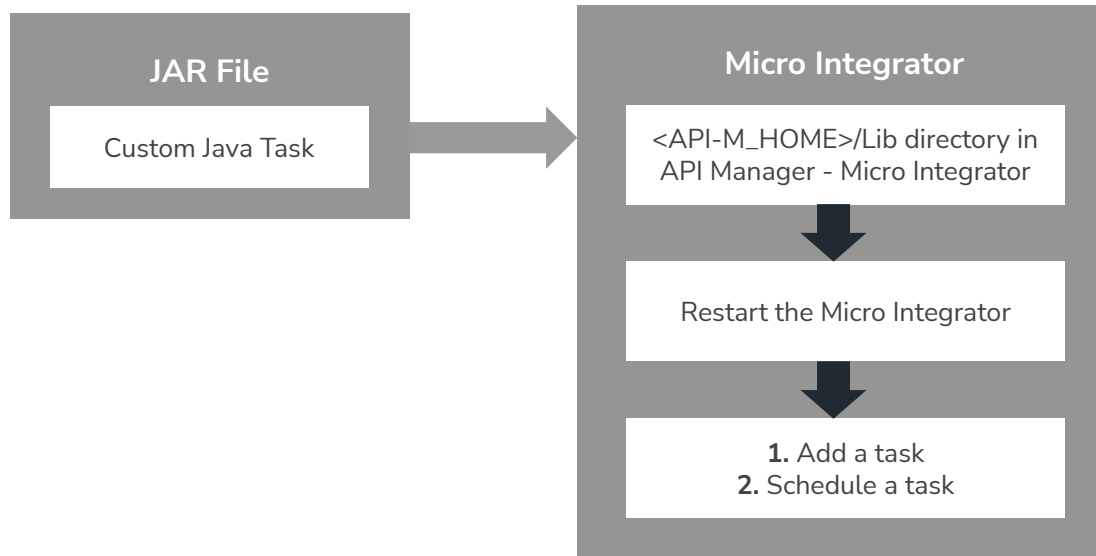 JAR File
Custom Java Task
Micro Integrator
<API-M_HOME>/Lib directory in
API Manager - Micro Integrator
Restart the Micro Integrator
1. Add a task
2. Schedule a task